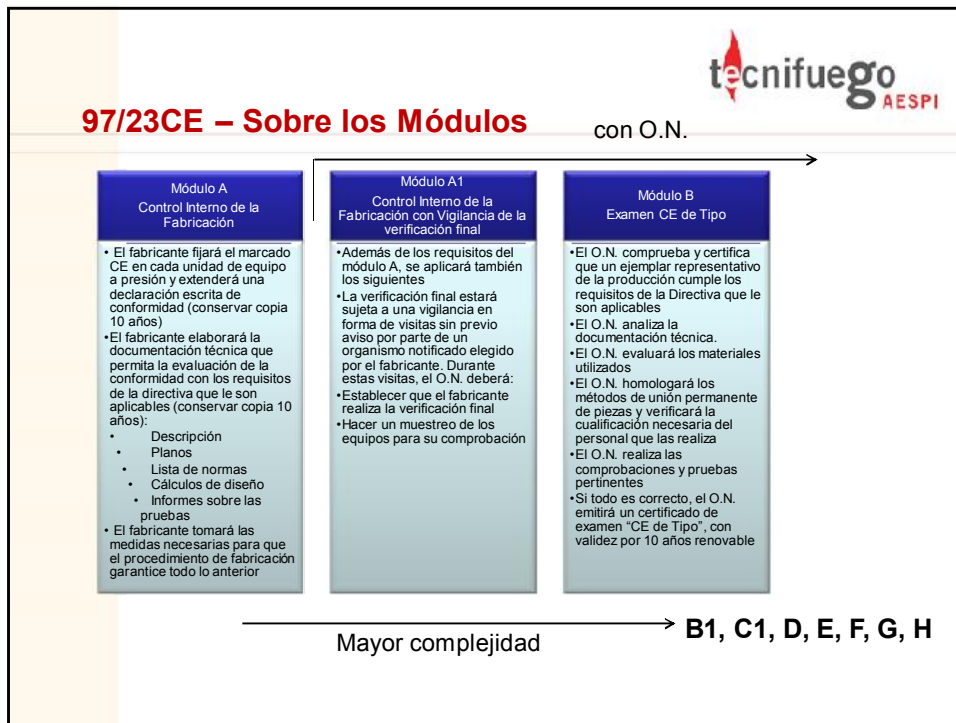 tecnifuego
AESPI
97/23CE – Sobre los Módulos
con O.N.
Módulo A
Control Interno de la
Fabricación
• El fabricante fijará el marcado
CE en cada unidad de equipo
a presión y extenderá una
declaración escrita de
conformidad (conservar copia
10 años)
•El fabricante elaborará la
documentación técnica que
permita la evaluación de la
conformidad con los requisitos
de la directiva que le son
aplicables (conservar copia 10
años):
• Descripción
• Planos
• Lista de normas
• Cálculos de diseño
• Informes sobre las
pruebas
• El fabricante tomará las
medidas necesarias para que
el procedimiento de fabricación
garantice todo lo anterior
Módulo A1
Control Interno de la
Fabricación con Vigilancia de la
verificación final
•Además de los requisitos del
módulo A, se aplicará también
los siguientes
•La verificación final estará
sujeta a una vigilancia en
forma de visitas sin previo
aviso por parte de un
organismo notificado elegido
por el fabricante. Durante
estas visitas, el O.N. deberá:
•Establecer que el fabricante
realiza la verificación final
•Hacer un muestreo de los
equipos para su comprobación
Módulo B
Examen CE de Tipo
•El O.N. comprueba y certifica
que un ejemplar representativo
de la producción cumple los
requisitos de la Directiva que le
son aplicables
•El O.N. analiza la
documentación técnica.
•El O.N. evaluará los materiales
utilizados
•El O.N. homologará los
métodos de unión permanente
de piezas y verificará la
cualificación necesaria del
personal que las realiza
•El O.N. realiza las
comprobaciones y pruebas
pertinentes
•Si todo es correcto, el O.N.
emitirá un certificado de
examen “CE de Tipo”, con
validez por 10 años renovable
Mayor complejidad
B1, C1, D, E, F, G, H